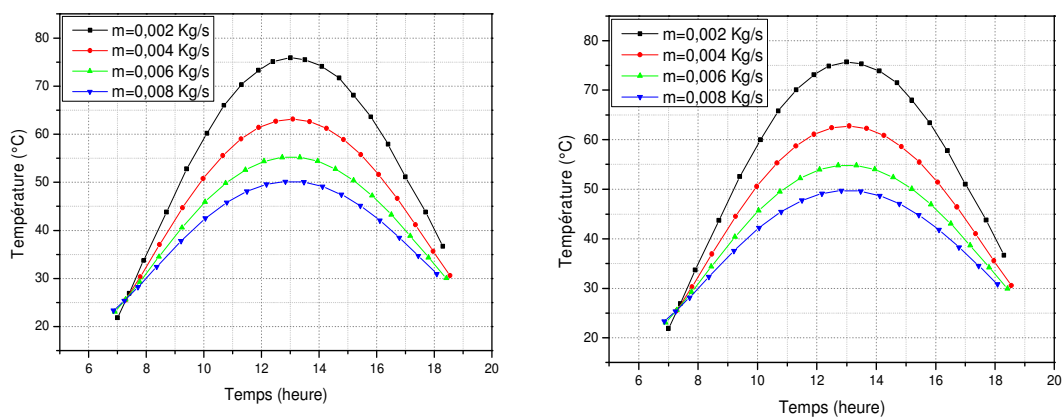 m=0,002 Kg/s
m=0,004 Kg/s
m=0,006 Kg/s
m=0,008 Kg/s
80
70
60
50
40
30
20
Température (°C)
6 8 10 12 14 16 18 20
Temps (heure)
m=0,002 Kg/s
m=0,004 Kg/s
m=0,006 Kg/s
m=0,008 Kg/s
80
70
60
50
40
30
20
Température (°C)
6 8 10 12 14 16 18 20
Temps (heure)